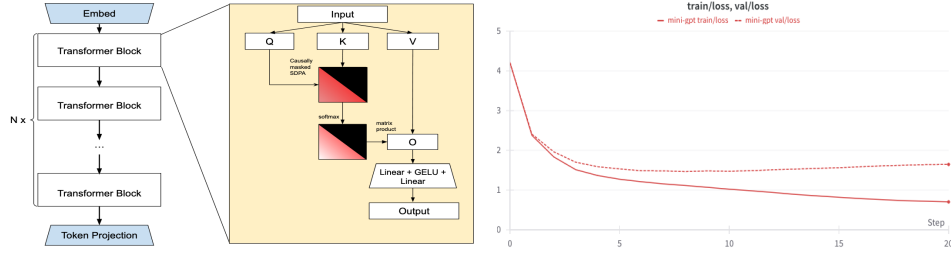 Embed
Transformer Block
Transformer Block
N x
...
Transformer Block
Token Projection
Input
Q
K
V
Causally
masked
SDPA
softmax
matrix
product
O
Linear + GELU +
Linear
Output
train/loss, val/loss
mini-gpt train/loss mini-gpt val/loss
5
4
3
2
1
0
Step
0 5 10 15 20